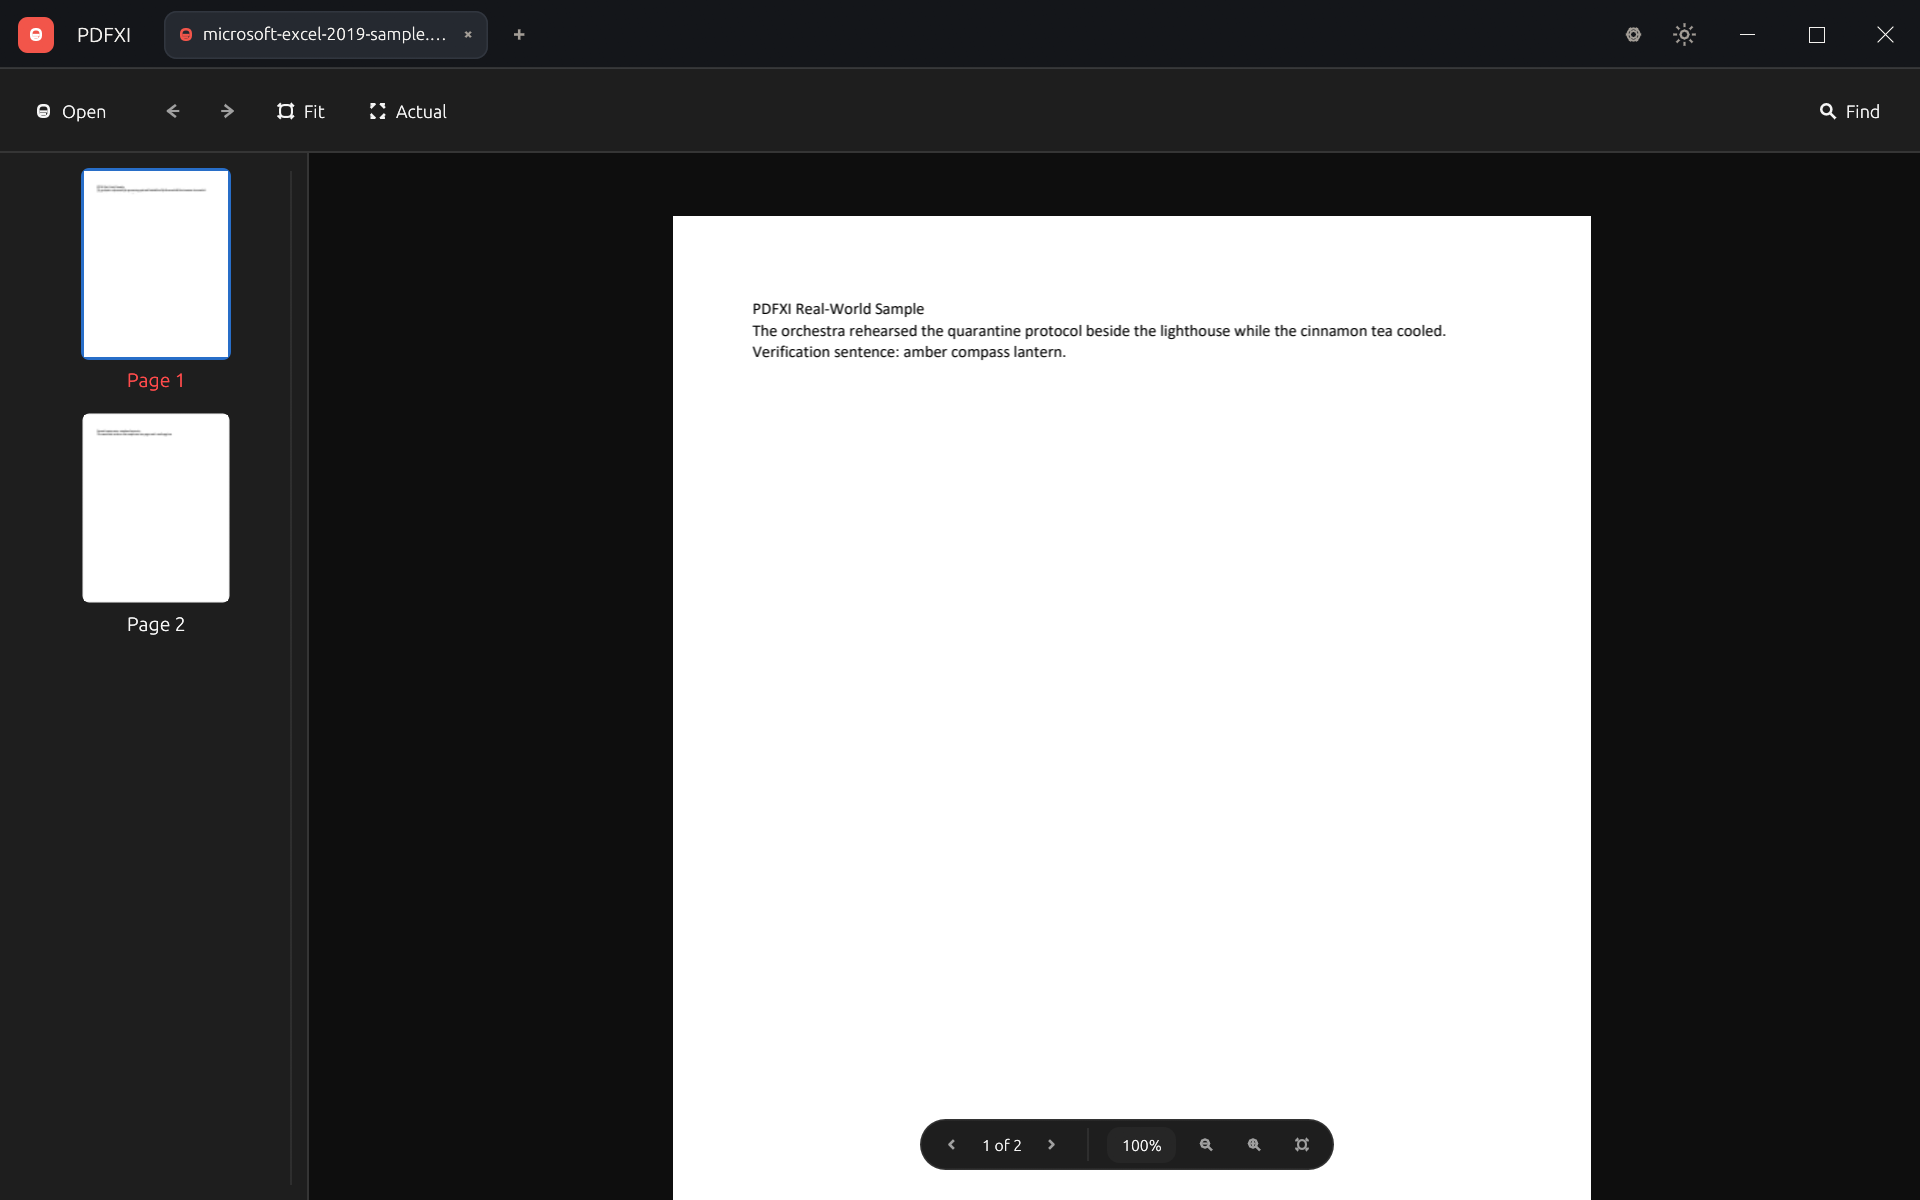 PDFXI
microsoft-excel-2019-sample....
Open
Fit
Actual
Find
Page 1
Page 2
PDFXI Real-World Sample
The orchestra rehearsed the quarantine protocol beside the lighthouse while the cinnamon tea cooled.
Verification sentence: amber compass lantern.
1 of 2
100%